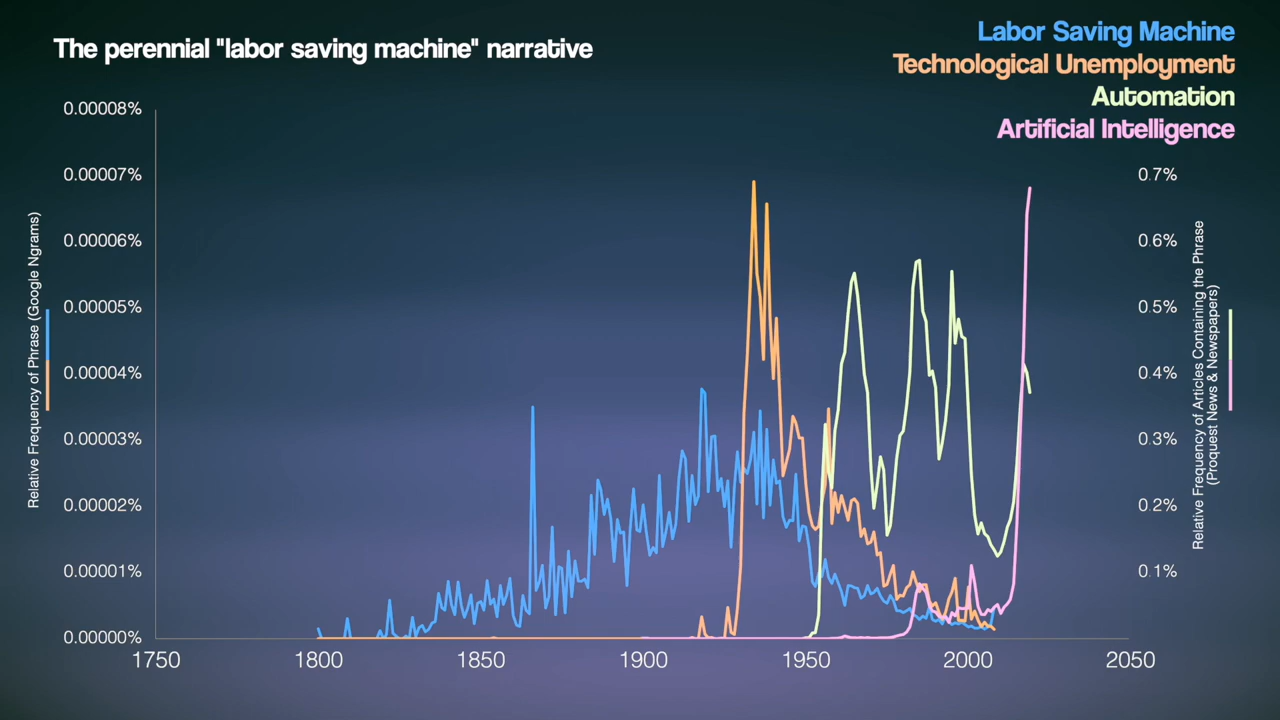 The perennial "labor saving machine" narrative
Labor Saving Machine
Technological Unemployment
Automation
Artificial Intelligence
Relative Frequency of Phrase (Google Ngrams)
0.00008%
0.00007%
0.00006%
0.00005%
0.00004%
0.00003%
0.00002%
0.00001%
0.00000%
0.7%
0.6%
0.5%
0.4%
0.3%
0.2%
0.1%
Relative Frequency of Articles Containing the Phrase
(Proquest News & Newspapers)
1750
1800
1850
1900
1950
2000
2050